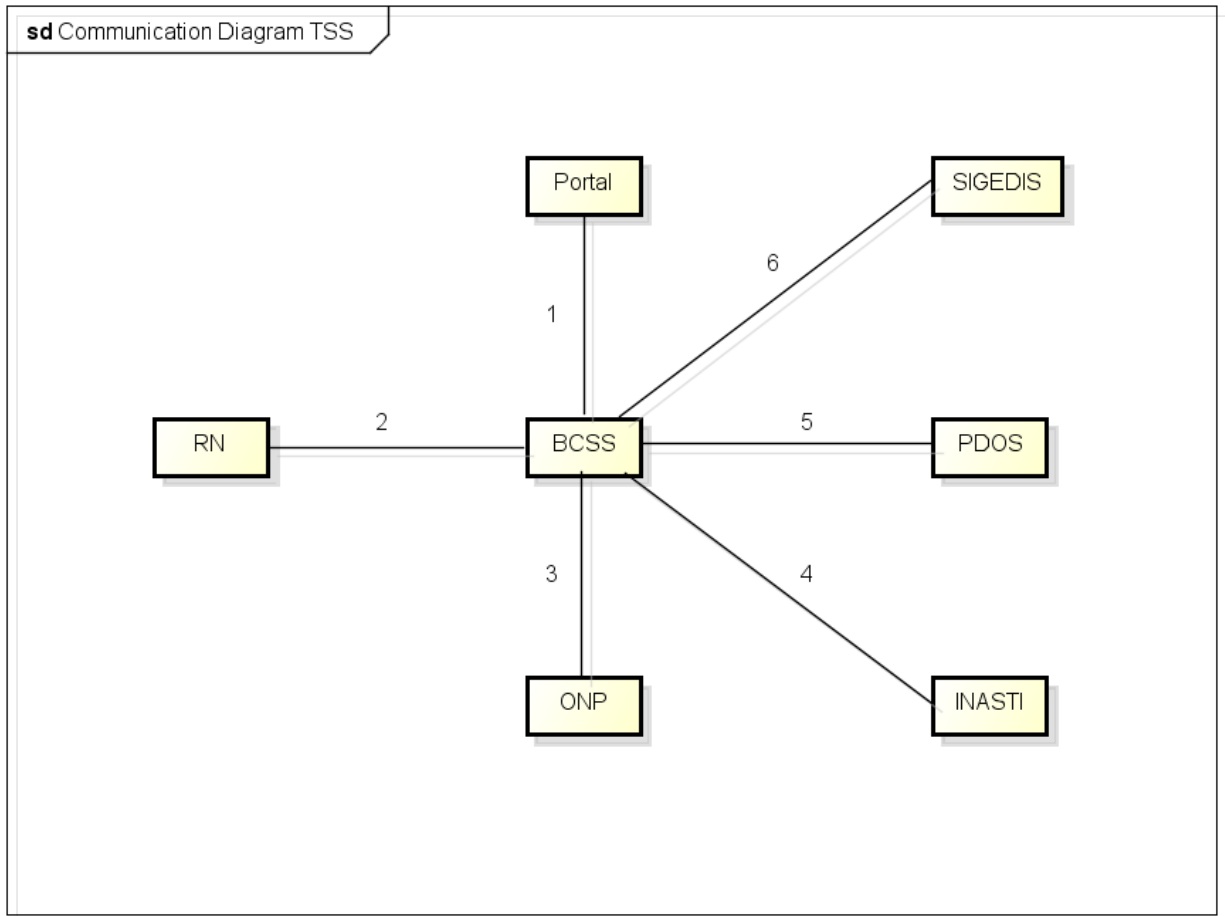 sd Communication Diagram TSS
Portal
SIGEDIS
6
1
2
5
RN
BCSS
PDOS
3
4
ONP
INASTI